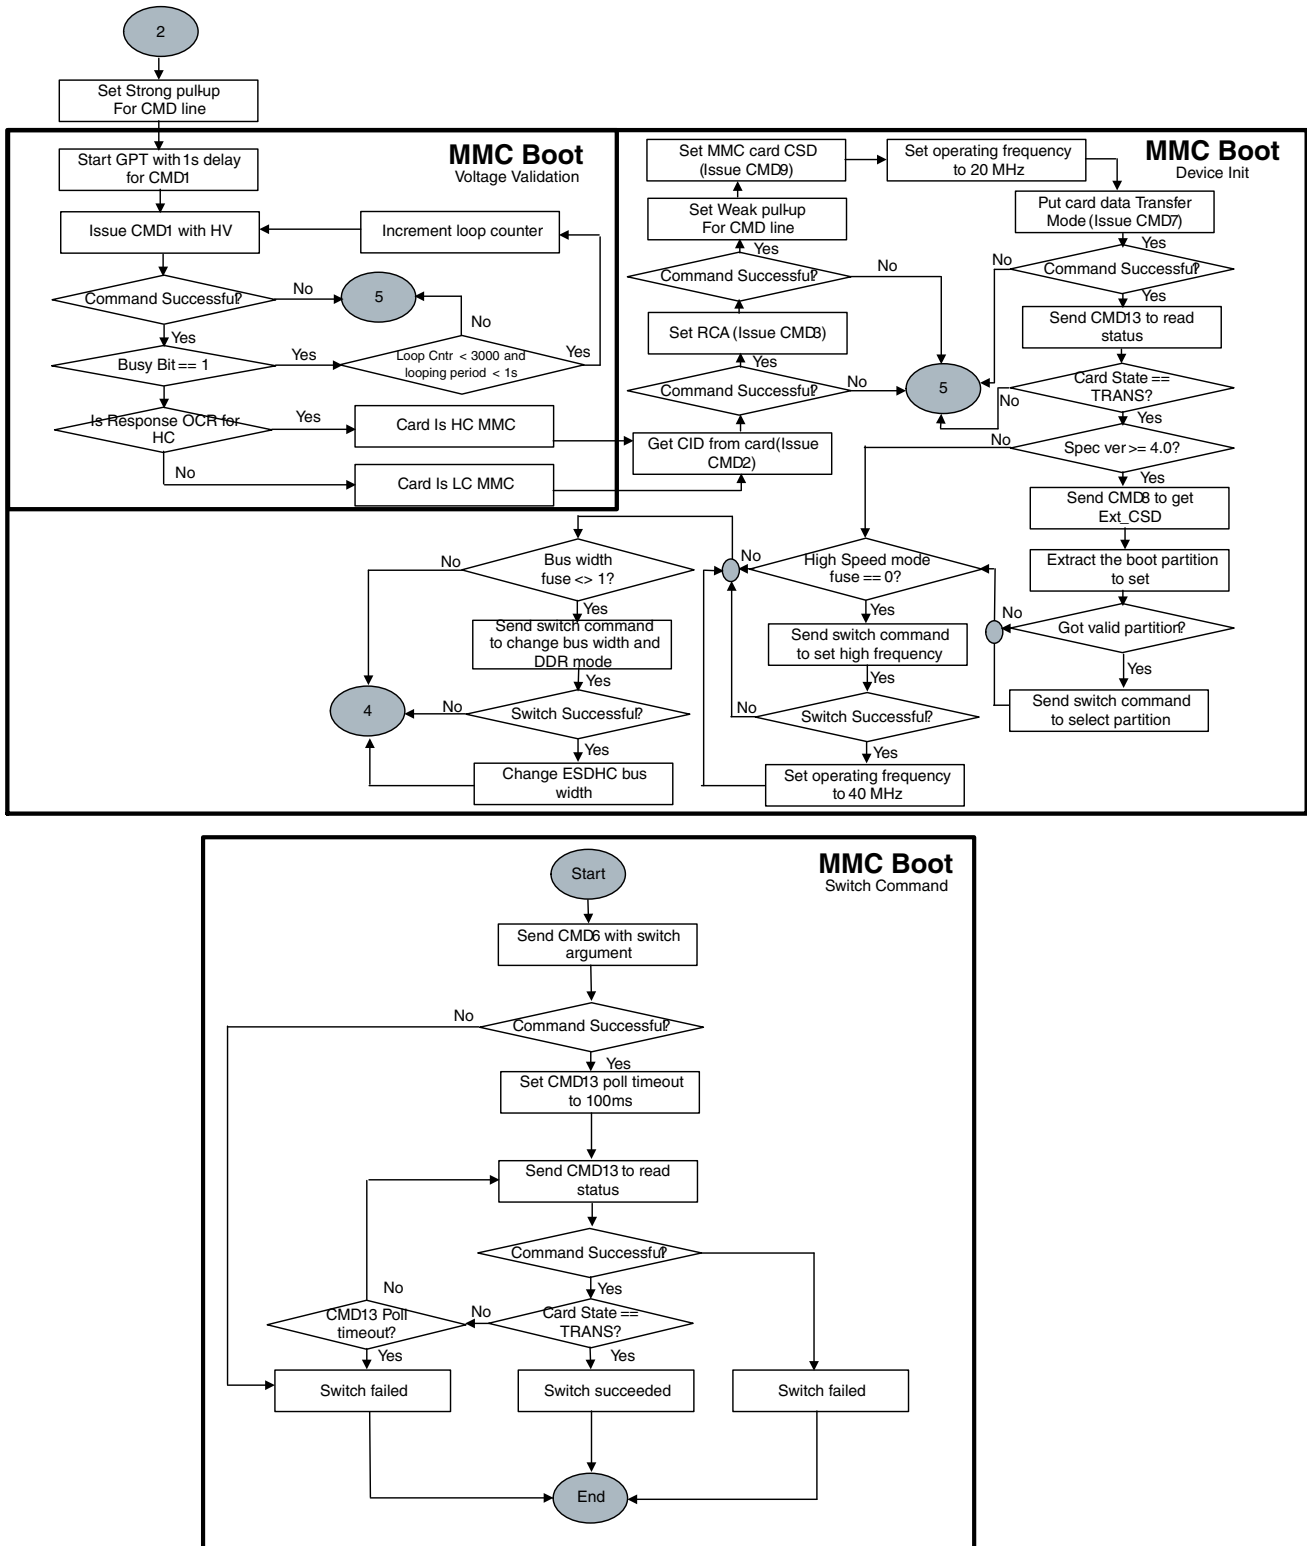 2
Set Strong pull-up
For CMD line
MMC Boot
Voltage Validation
Start GPT with 1s delay
for CMD1
Issue CMD1 with HV
Increment loop counter
Command Successful?
No
5
Yes
No
Busy Bit == 1
Yes
Loop Cntr < 3000 and
looping period < 1s
Yes
Is Response OCR for
HC
Yes
Card Is HC MMC
No
Card Is LC MMC
MMC Boot
Device Init
Set MMC card CSD
(Issue CMD9)
Set operating frequency
to 20 MHz
Set Weak pull-up
For CMD line
Put card data Transfer
Mode (Issue CMD7)
Yes
Command Successful?
No
Yes
No
Command Successful?
Yes
Set RCA (Issue CMD3)
Send CMD13 to read
status
Yes
Command Successful?
No
5
Card State ==
TRANS?
No
Yes
Get CID from card(Issue
CMD2)
No
Spec ver >= 4.0?
Yes
Send CMD8 to get
Ext_CSD
Extract the boot partition
to set
No
Got valid partition?
Yes
Send switch command
to select partition
No
High Speed mode
fuse == 0?
Yes
Send switch command
to set high frequency
Yes
No
Switch Successful?
Yes
Set operating frequency
to 40 MHz
No
Bus width
fuse <> 1?
Yes
Send switch command
to change bus width and
DDR mode
Yes
4
No
Switch Successful?
Yes
Change ESDHC bus
width
MMC Boot
Switch Command
Start
Send CMD6 with switch
argument
No
Command Successful?
Yes
Set CMD13 poll timeout
to 100ms
Send CMD13 to read
status
Command Successful?
No
Yes
CMD13 Poll
timeout?
No
Card State ==
TRANS?
Yes
Yes
Switch failed
Switch succeeded
Switch failed
End